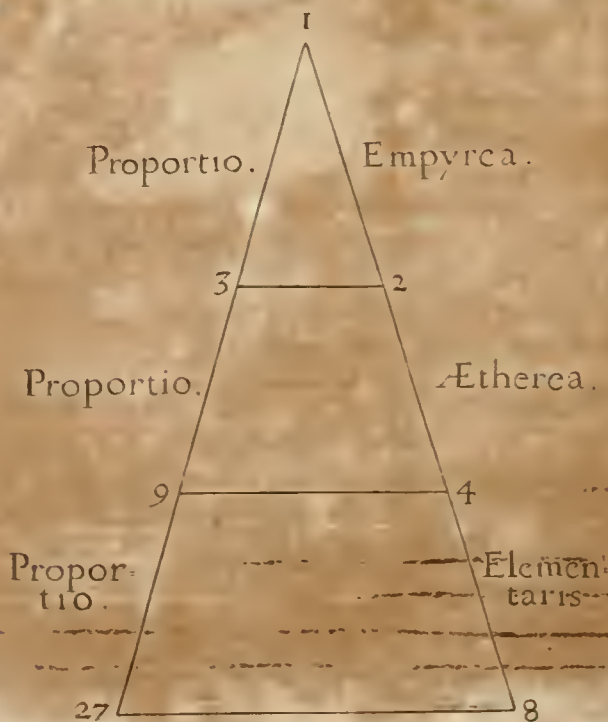 1
Proportio. Empyrea.
3 2
Proportio. Ætherea.
9 4
Propor-
tio.
Elemen-
taris
27 8